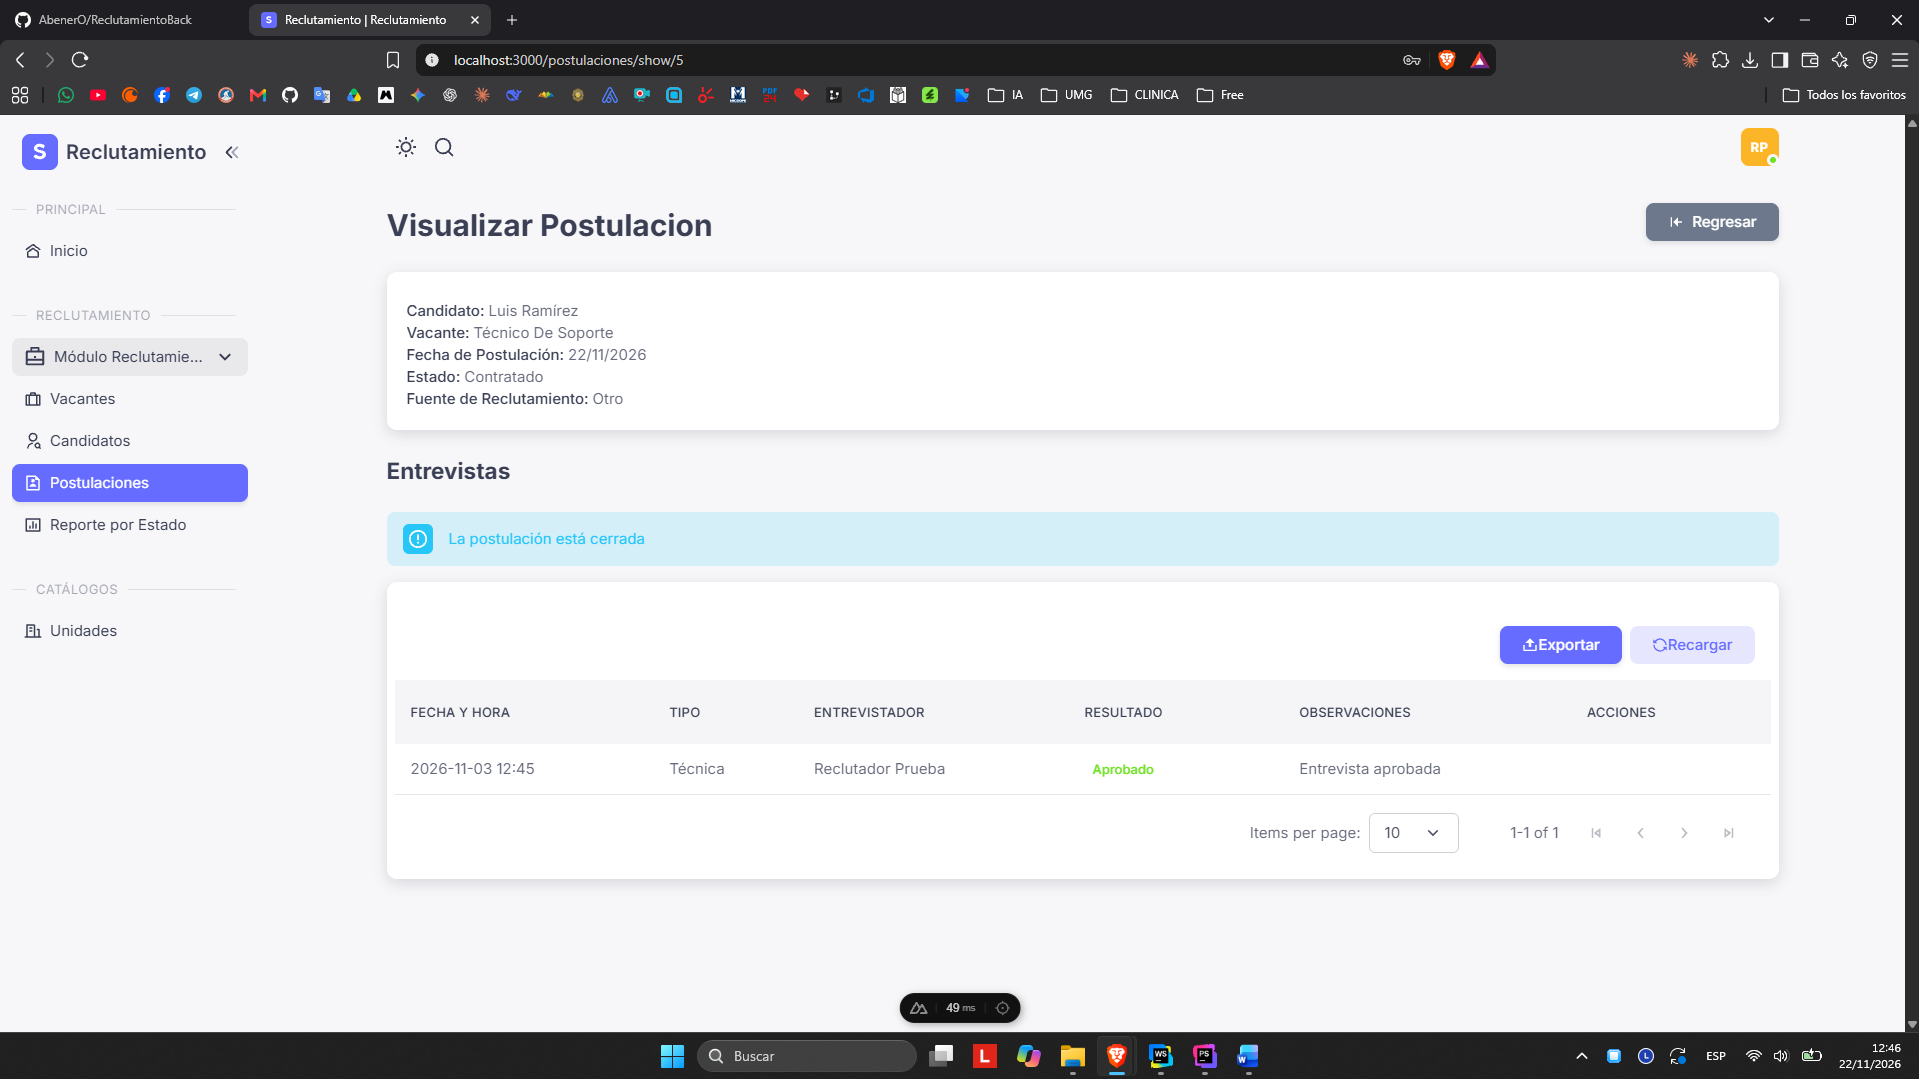 AbenerO/ReclutamientoBack
S Reclutamiento | Reclutamiento
localhost:3000/postulaciones/show/5
IA
UMG
CLINICA
Free
Todos los favoritos
S Reclutamiento
RP
PRINCIPAL
Inicio
RECLUTAMIENTO
Módulo Reclutamie...
Vacantes
Candidatos
Postulaciones
Reporte por Estado
CATÁLOGOS
Unidades
Visualizar Postulacion
Regresar
Candidato: Luis Ramírez
Vacante: Técnico De Soporte
Fecha de Postulación: 22/11/2026
Estado: Contratado
Fuente de Reclutamiento: Otro
Entrevistas
La postulación está cerrada
Exportar
Recargar
FECHA Y HORA TIPO ENTREVISTADOR RESULTADO OBSERVACIONES ACCIONES
2026-11-03 12:45 Técnica Reclutador Prueba Aprobado Entrevista aprobada
Items per page: 10 1-1 of 1
49 ms
Buscar
L
WS
PS
W
L
ESP
12:46
22/11/2026